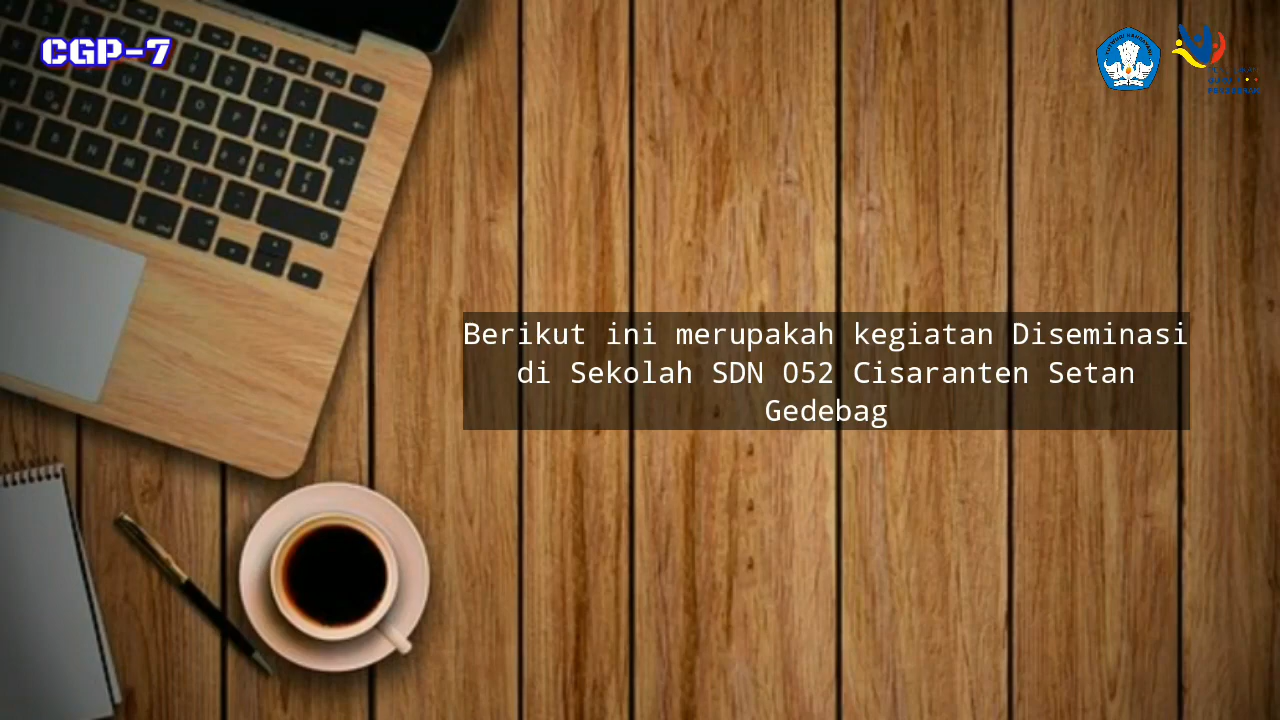 CGP-7
Berikut ini merupakah kegiatan Diseminasi
di Sekolah SDN 052 Cisaranten Setan
Gedebag